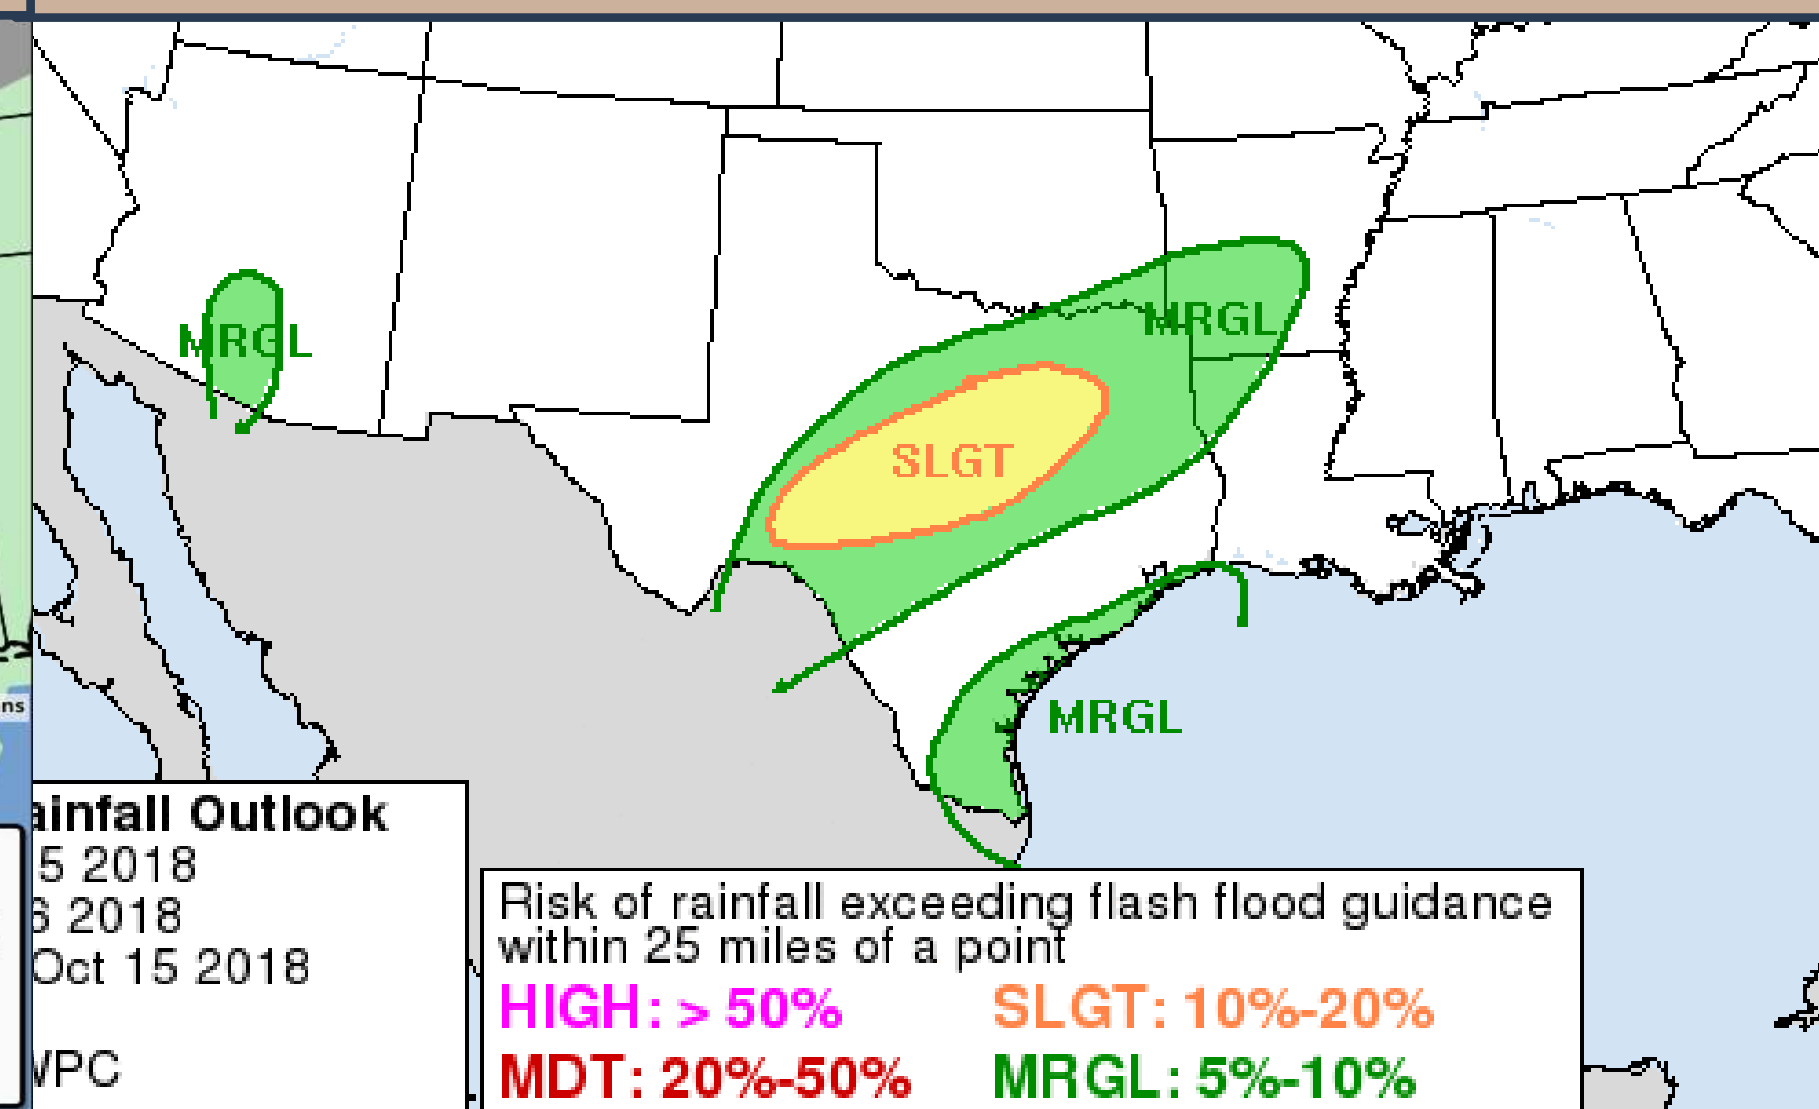 MRGL
MRGL
SLGT
MRGL
ns
ainfall Outlook
5 2018
6 2018
Oct 15 2018
WPC
Risk of rainfall exceeding flash flood guidance
within 25 miles of a point
HIGH: > 50% SLGT: 10%-20%
MDT: 20%-50% MRGL: 5%-10%